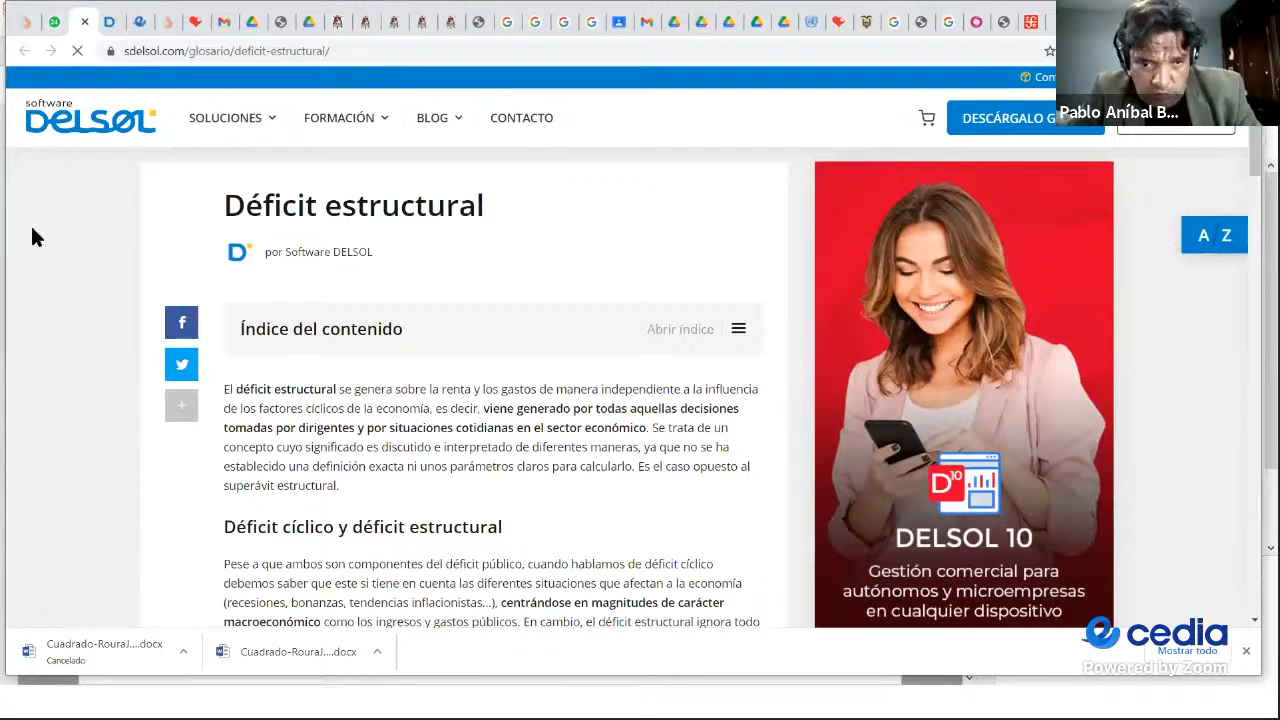 24
sdelsol.com/glosario/deficit-estructural/
software
DELSOL
SOLUCIONES
FORMACIÓN
BLOG
CONTACTO
DESCÁRGALO G
Pablo Aníbal B...
Déficit estructural
D
por Software DELSOL
A / Z
f
Índice del contenido
Abrir índice
+
El déficit estructural se genera sobre la renta y los gastos de manera independiente a la influencia
de los factores cíclicos de la economía, es decir, viene generado por todas aquellas decisiones
tomadas por dirigentes y por situaciones cotidianas en el sector económico. Se trata de un
concepto cuyo significado es discutido e interpretado de diferentes maneras, ya que no se ha
establecido una definición exacta ni unos parámetros claros para calcularlo. Es el caso opuesto al
superávit estructural.
Déficit cíclico y déficit estructural
Pese a que ambos son componentes del déficit público, cuando hablamos de déficit cíclico
debemos saber que este si tiene en cuenta las diferentes situaciones que afectan a la economía
(recesiones, bonanzas, tendencias inflacionistas...), centrándose en magnitudes de carácter
macroeconómico como los ingresos y gastos públicos. En cambio, el déficit estructural ignora todo
D10
DELSOL 10
Gestión comercial para
autónomos y microempresas
en cualquier dispositivo
Cuadrado-RouraJ....docx
Cancelado
Cuadrado-RouraJ....docx
cedia
Mostrar todo
Powered by Zoom